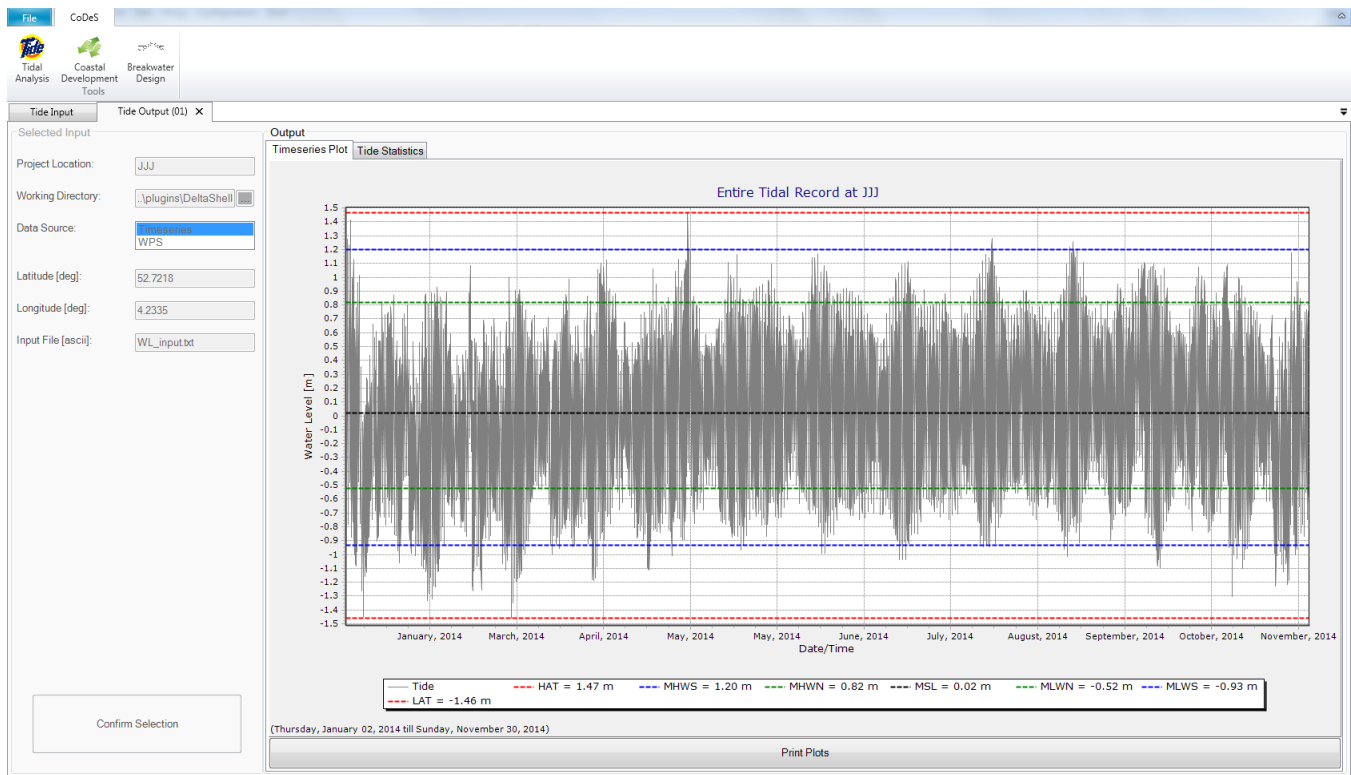 File CoDeS
Tide
Tidal Analysis
Coastal Development
Breakwater Design
Tools
Tide Input
Tide Output (01) X
Selected Input
Project Location: JJJ
Working Directory: ..\plugins\DeltaShell ...
Data Source: Timeseries
WPS
Latitude [deg]: 52.7218
Longitude [deg]: 4.2335
Input File [ascii]: WL_input.txt
Confirm Selection
Output
Timeseries Plot Tide Statistics
Entire Tidal Record at JJJ
1.5
1.4
1.3
1.2
1.1
1
0.9
0.8
0.7
0.6
0.5
0.4
0.3
0.2
0.1
0
-0.1
-0.2
-0.3
-0.4
-0.5
-0.6
-0.7
-0.8
-0.9
-1
-1.1
-1.2
-1.3
-1.4
-1.5
Water Level [m]
January, 2014 March, 2014 April, 2014 May, 2014 May, 2014 June, 2014 July, 2014 August, 2014 September, 2014 October, 2014 November, 2014
Date/Time
Tide HAT = 1.47 m MHWS = 1.20 m MHWN = 0.82 m MSL = 0.02 m MLWN = -0.52 m MLWS = -0.93 m
LAT = -1.46 m
(Thursday, January 02, 2014 till Sunday, November 30, 2014)
Print Plots